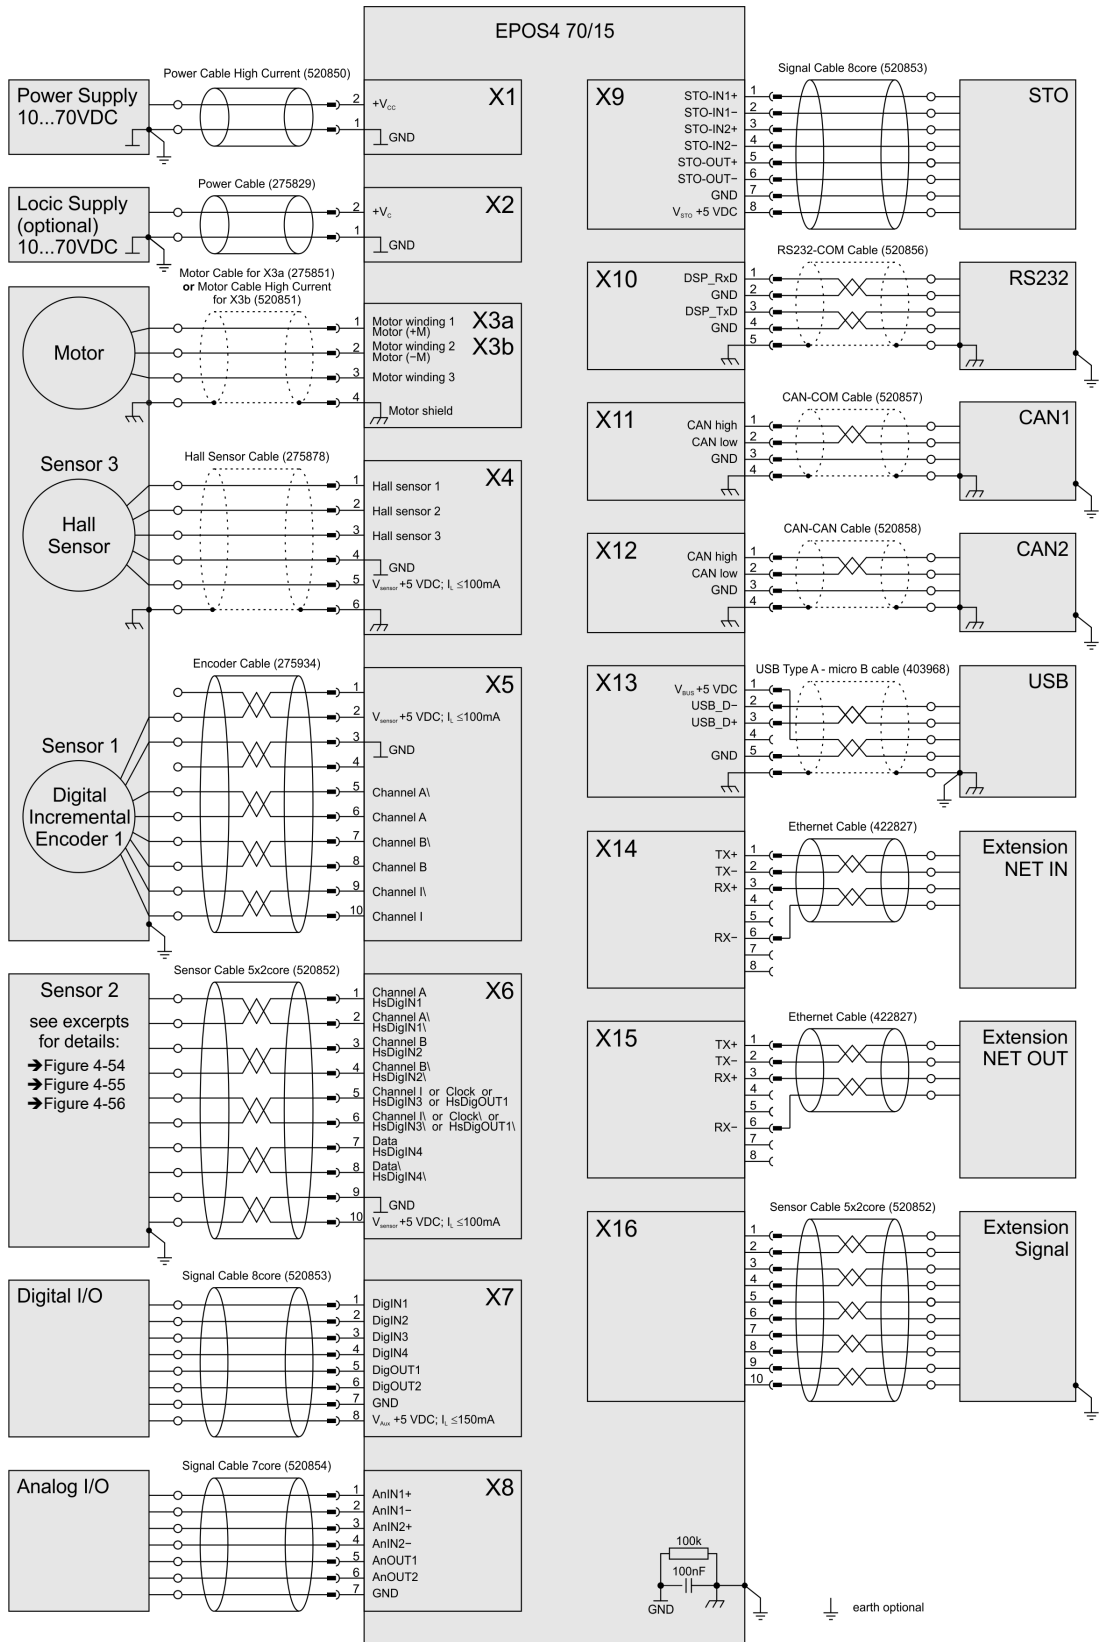 EPOS4 70/15
Power Cable High Current (520850)
Power Supply
10...70VDC
2
+Vcc
1
GND
X1
Power Cable (275829)
Locic Supply
(optional)
10...70VDC
2
+Vc
1
GND
X2
Motor Cable for X3a (275851)
or Motor Cable High Current
for X3b (520851)
Motor
1
Motor winding 1
Motor (+M)
2
Motor winding 2
Motor (−M)
3
Motor winding 3
4
Motor shield
X3a
X3b
Sensor 3
Hall
Sensor
Hall Sensor Cable (275878)
1 Hall sensor 1
2 Hall sensor 2
3 Hall sensor 3
4 GND
5 Vsensor +5 VDC; IL ≤100mA
6
X4
Sensor 1
Digital
Incremental
Encoder 1
Encoder Cable (275934)
1
2 Vsensor +5 VDC; IL ≤100mA
3 GND
4
5 Channel A\
6 Channel A
7 Channel B\
8 Channel B
9 Channel I\
10 Channel I
X5
Sensor 2
see excerpts
for details:
➔Figure 4-54
➔Figure 4-55
➔Figure 4-56
Sensor Cable 5x2core (520852)
1 Channel A
HsDigIN1
2 Channel A\
HsDigIN1\
3 Channel B
HsDigIN2
4 Channel B\
HsDigIN2\
5 Channel I or Clock or
HsDigIN3 or HsDigOUT1
6 Channel I\ or Clock\ or
HsDigIN3\ or HsDigOUT1\
7 Data
HsDigIN4
8 Data\
HsDigIN4\
9 GND
10 Vsensor +5 VDC; IL ≤100mA
X6
Digital I/O
Signal Cable 8core (520853)
1 DigIN1
2 DigIN2
3 DigIN3
4 DigIN4
5 DigOUT1
6 DigOUT2
7 GND
8 VAux +5 VDC; IL ≤150mA
X7
Analog I/O
Signal Cable 7core (520854)
1 AnIN1+
2 AnIN1−
3 AnIN2+
4 AnIN2−
5 AnOUT1
6 AnOUT2
7 GND
X8
Signal Cable 8core (520853)
X9
STO-IN1+ 1
STO-IN1− 2
STO-IN2+ 3
STO-IN2− 4
STO-OUT+ 5
STO-OUT− 6
GND 7
VSTO +5 VDC 8
STO
RS232-COM Cable (520856)
X10
DSP_RxD 1
GND 2
DSP_TxD 3
GND 4
5
RS232
CAN-COM Cable (520857)
X11
CAN high 1
CAN low 2
GND 3
4
CAN1
CAN-CAN Cable (520858)
X12
CAN high 1
CAN low 2
GND 3
4
CAN2
USB Type A - micro B cable (403968)
X13
VBUS +5 VDC 1
USB_D− 2
USB_D+ 3
4
GND 5
USB
Ethernet Cable (422827)
X14
TX+ 1
TX− 2
RX+ 3
4
5
RX− 6
7
8
Extension
NET IN
Ethernet Cable (422827)
X15
TX+ 1
TX− 2
RX+ 3
4
5
RX− 6
7
8
Extension
NET OUT
Sensor Cable 5x2core (520852)
X16
1
2
3
4
5
6
7
8
9
10
Extension
Signal
100k
100nF
GND
earth optional